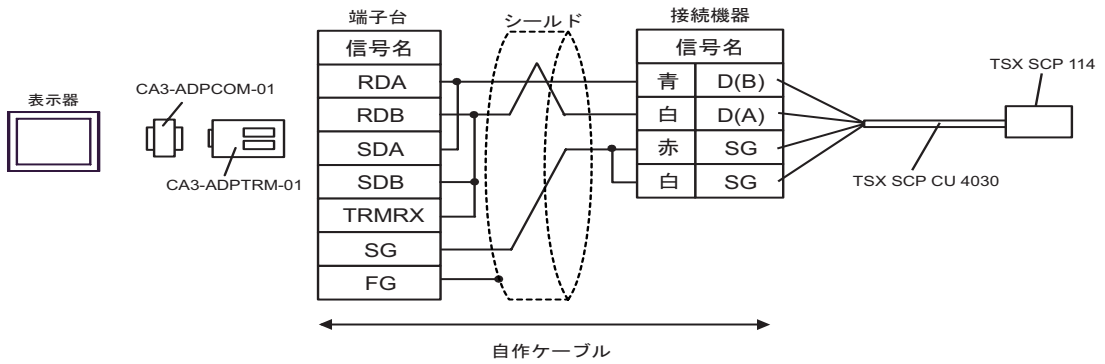 端子台
シールド
接続機器
信号名
信号名
RDA
青 D(B)
TSX SCP 114
表示器
CA3-ADPCOM-01
RDB
白 D(A)
SDA
赤 SG
CA3-ADPTRM-01
SDB
白 SG
TSX SCP CU 4030
TRMRX
SG
FG
自作ケーブル